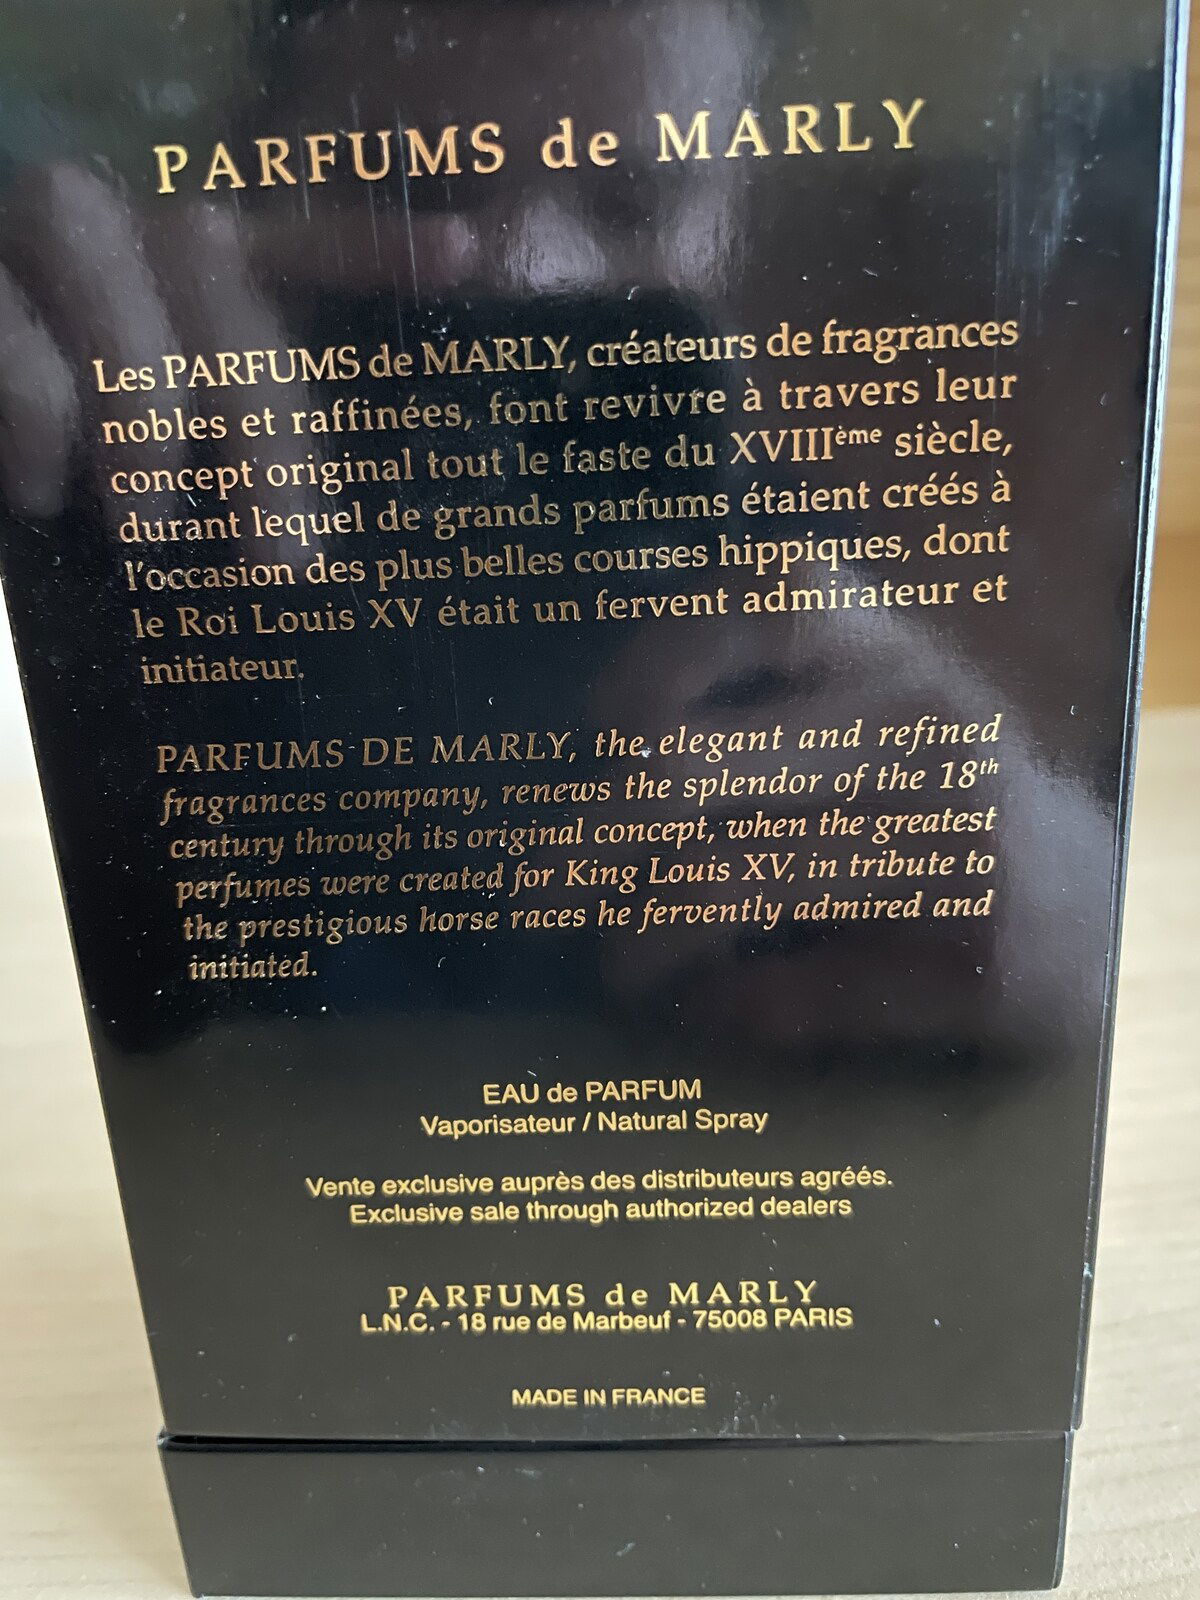 PARFUMS de MARLY
Les PARFUMS de MARLY, créateurs de fragrances
nobles et raffinées, font revivre à travers leur
concept original tout le faste du XVIIIème siècle,
durant lequel de grands parfums étaient créés à
l'occasion des plus belles courses hippiques, dont
le Roi Louis XV était un fervent admirateur et
initiateur.
PARFUMS DE MARLY, the elegant and refined
fragrances company, renews the splendor of the 18th
century through its original concept, when the greatest
perfumes were created for King Louis XV, in tribute to
the prestigious horse races he fervently admired and
initiated.
EAU de PARFUM
Vaporisateur / Natural Spray
Vente exclusive auprès des distributeurs agréés.
Exclusive sale through authorized dealers
PARFUMS de MARLY
L.N.C. - 18 rue de Marbeuf - 75008 PARIS
MADE IN FRANCE